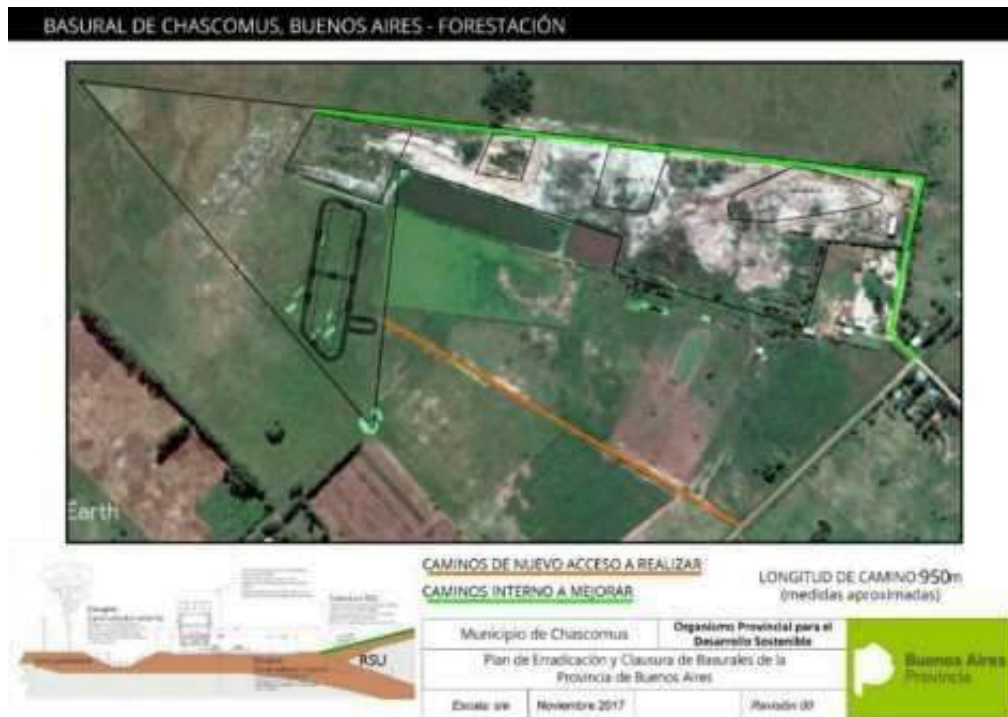 BASURAL DE CHASCOMUS, BUENOS AIRES - FORESTACIÓN
Earth
CAMINOS DE NUEVO ACCESO A REALIZAR
CAMINOS INTERNO A MEJORAR
LONGITUD DE CAMINO:950m
(medidas aproximadas)
RSU
Municipio de Chascomus
Organismo Provincial para el
Desarrollo Sostenible
Plan de Erradicación y Clausura de Basurales de la
Provincia de Buenos Aires
Escala: s/e
Noviembre 2017
Revisión 00
Buenos Aires
Provincia